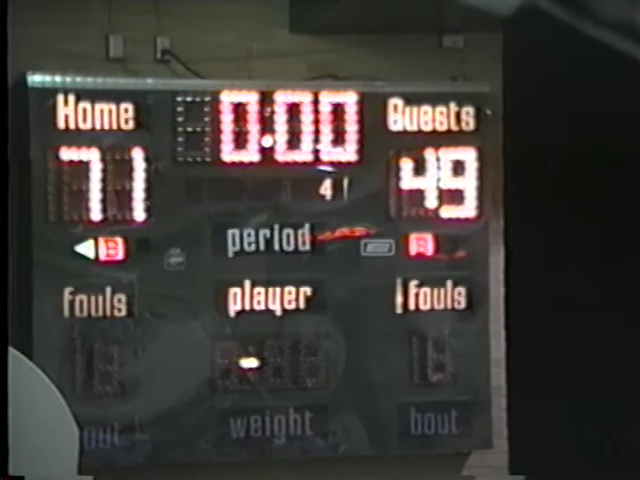 Home 0:00 Guests
71 4 49
B period B
fouls player fouls
weight bout